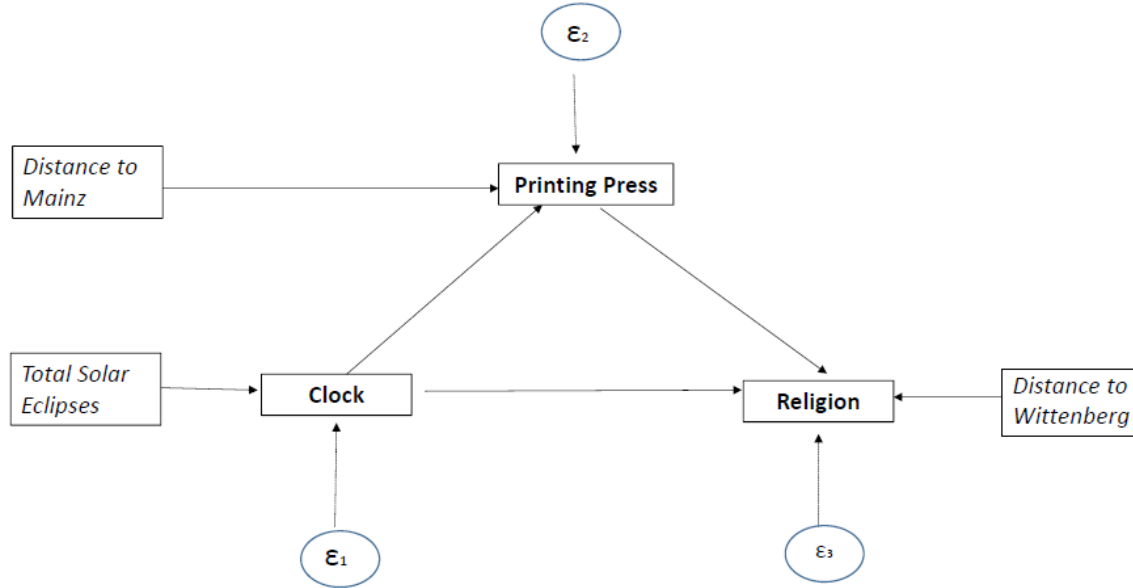 ε₂
Distance to
Mainz
Printing Press
Total Solar
Eclipses
Clock
Religion
Distance to
Wittenberg
ε₁
ε₃